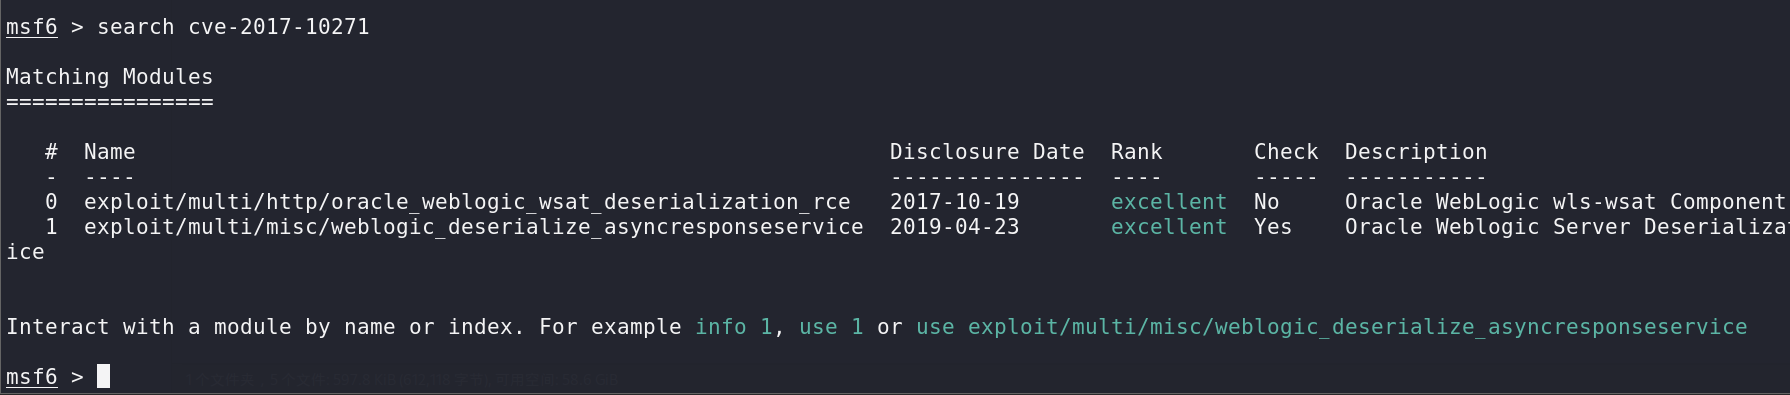 msf6 > search cve-2017-10271
Matching Modules
================
# Name Disclosure Date Rank Check Description
- ---- --------------- ---- ----- -----------
0 exploit/multi/http/oracle_weblogic_wsat_deserialization_rce 2017-10-19 excellent No Oracle WebLogic wls-wsat Component
1 exploit/multi/misc/weblogic_deserialize_asyncresponseservice 2019-04-23 excellent Yes Oracle Weblogic Server Deserializat
ice
Interact with a module by name or index. For example info 1, use 1 or use exploit/multi/misc/weblogic_deserialize_asyncresponseservice
msf6 >